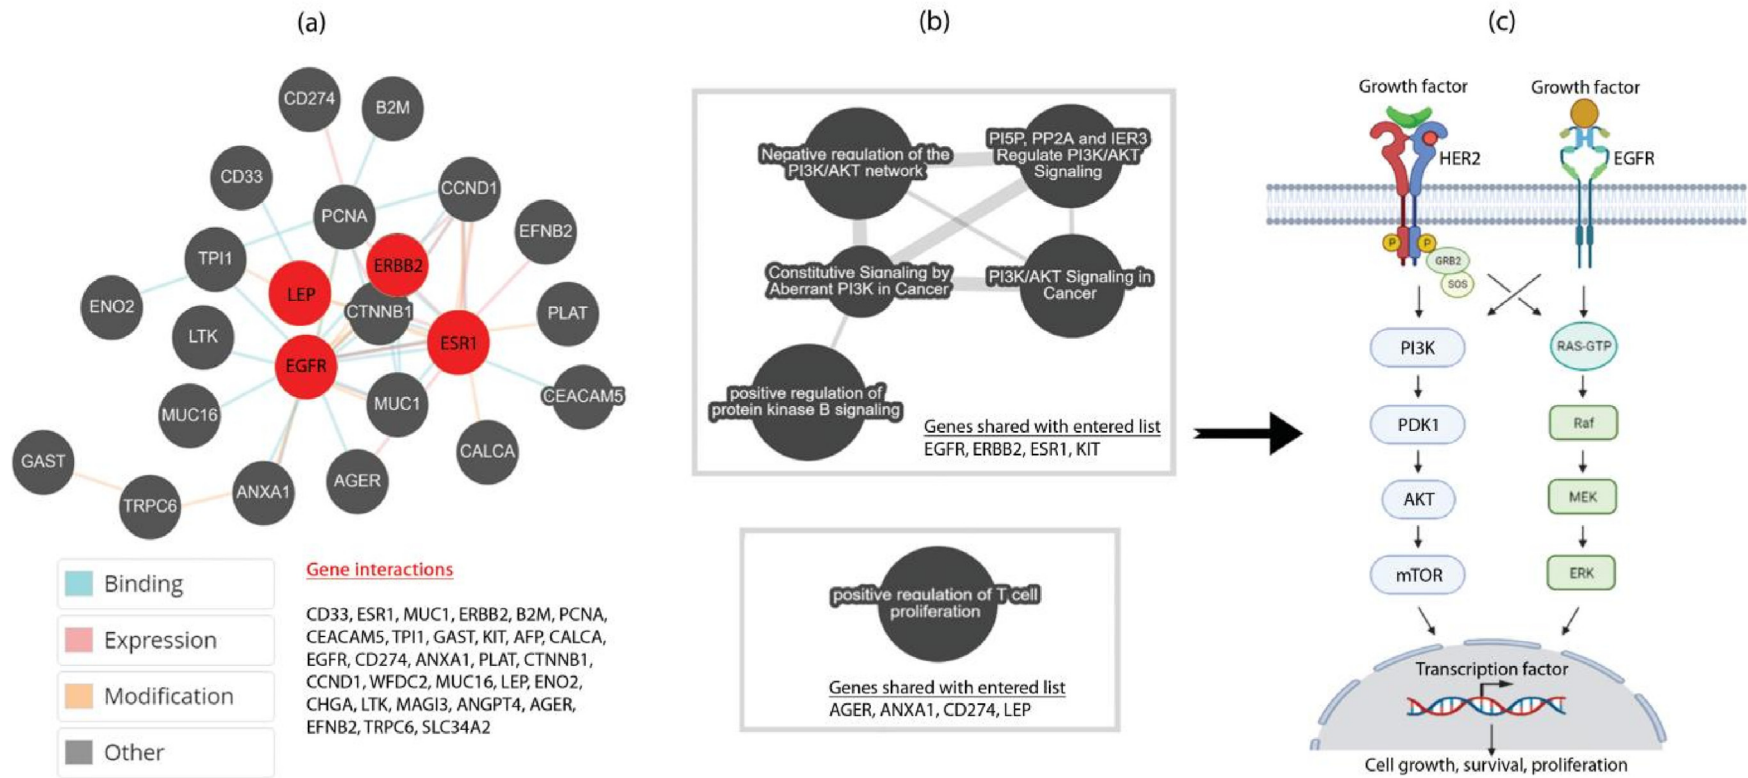 (a)
CD274
B2M
CD33
CCND1
PCNA
EFNB2
TPI1
ERBB2
LEP
ENO2
CTNNB1
PLAT
LTK
ESR1
EGFR
CEACAM5
MUC16
MUC1
CALCA
GAST
AGER
ANXA1
TRPC6
Binding
Expression
Modification
Other
Gene interactions
CD33, ESR1, MUC1, ERBB2, B2M, PCNA,
CEACAM5, TPI1, GAST, KIT, AFP, CALCA,
EGFR, CD274, ANXA1, PLAT, CTNNB1,
CCND1, WFDC2, MUC16, LEP, ENO2,
CHGA, LTK, MAGI3, ANGPT4, AGER,
EFNB2, TRPC6, SLC34A2
(b)
Negative regulation of the
PI3K/AKT network
PI5P, PP2A and IER3
Regulate PI3K/AKT
Signaling
Constitutive Signaling by
Aberrant PI3K in Cancer
PI3K/AKT Signaling in
Cancer
positive regulation of
protein kinase B signaling
Genes shared with entered list
EGFR, ERBB2, ESR1, KIT
positive regulation of T cell
proliferation
Genes shared with entered list
AGER, ANXA1, CD274, LEP
(c)
Growth factor
Growth factor
HER2
EGFR
P
P
GRB2
SOS
PI3K
RAS-GTP
PDK1
Raf
AKT
MEK
mTOR
ERK
Transcription factor
Cell growth, survival, proliferation